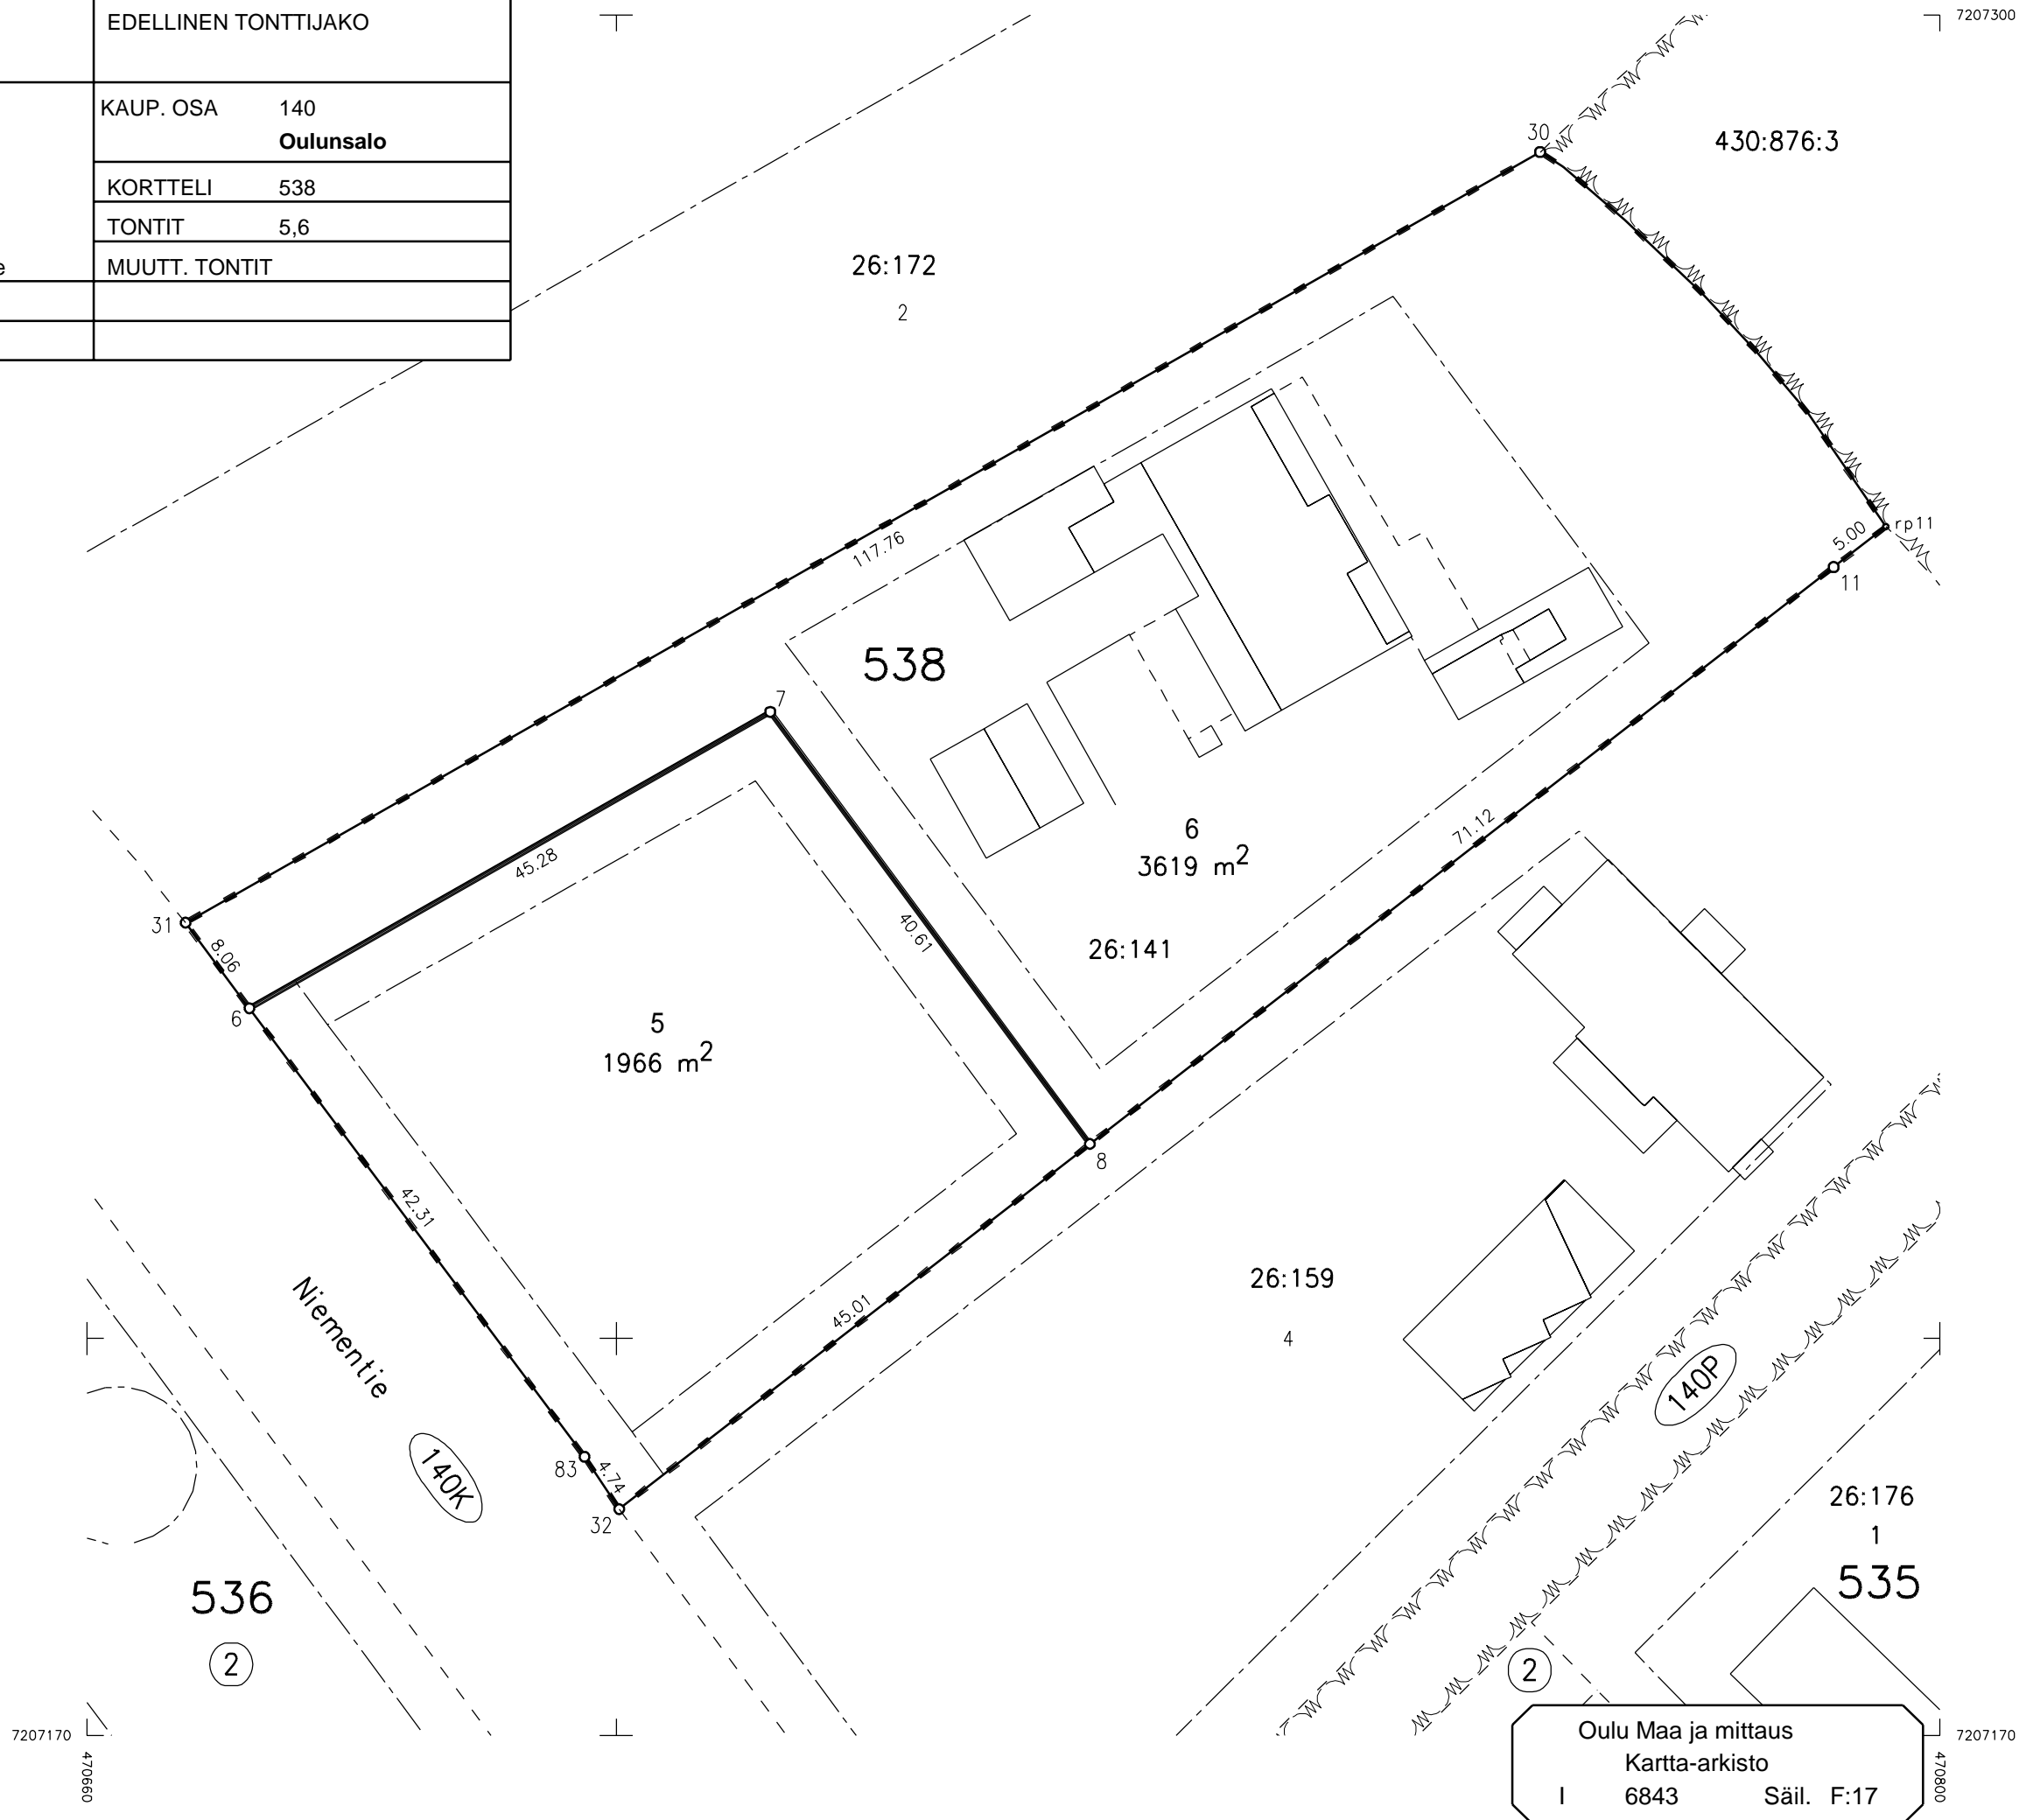 EDELLINEN TONTTIJAKO
KAUP. OSA 140
Oulunsalo
KORTTELI 538
TONTIT 5,6
e MUUTT. TONTIT
7207300
30
430:876:3
26:172
2
117.76
rp11
5.00
11
538
7
45.28
6
3619 m²
71.12
31
8.06
40.61
26:141
6
5
1966 m²
8
42.31
26:159
45.01
4
Niementie
140P
83
4.74
140K
32
26:176
1
536
535
2
2
7207170
470660
7207170
470800
Oulu Maa ja mittaus
Kartta-arkisto
I 6843 Säil. F:17